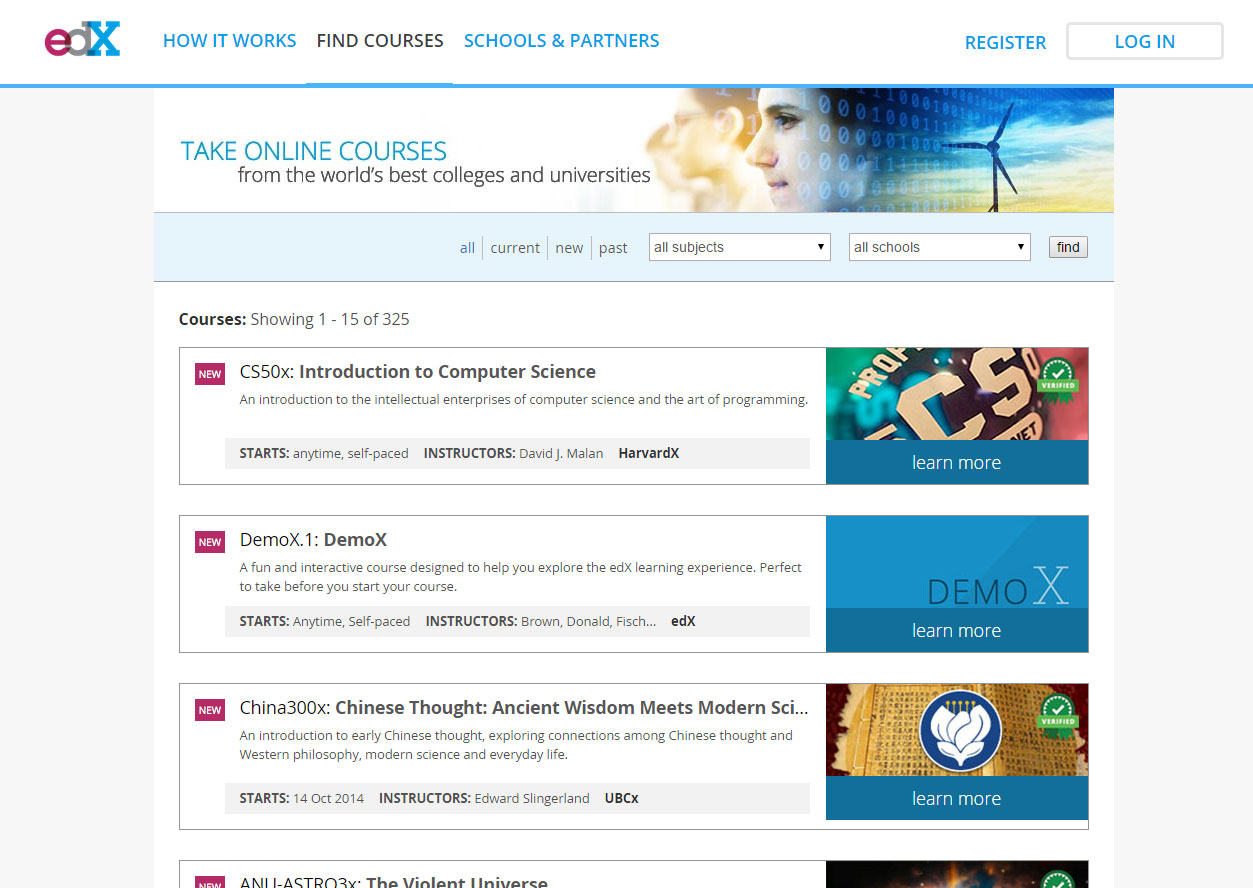 edX
HOW IT WORKS
FIND COURSES
SCHOOLS & PARTNERS
REGISTER
LOG IN
TAKE ONLINE COURSES
from the world's best colleges and universities
all
current
new
past
all subjects
all schools
find
Courses: Showing 1 - 15 of 325
NEW
CS50x: Introduction to Computer Science
An introduction to the intellectual enterprises of computer science and the art of programming.
STARTS: anytime, self-paced INSTRUCTORS: David J. Malan HarvardX
CS
VERIFIED
learn more
NEW
DemoX.1: DemoX
A fun and interactive course designed to help you explore the edX learning experience. Perfect
to take before you start your course.
STARTS: Anytime, Self-paced INSTRUCTORS: Brown, Donald, Fisch... edX
DEMO X
learn more
NEW
China300x: Chinese Thought: Ancient Wisdom Meets Modern Sci...
An introduction to early Chinese thought, exploring connections among Chinese thought and
Western philosophy, modern science and everyday life.
STARTS: 14 Oct 2014 INSTRUCTORS: Edward Slingerland UBCx
VERIFIED
learn more
NEW
ANU-ASTRO3x: The Violent Universe